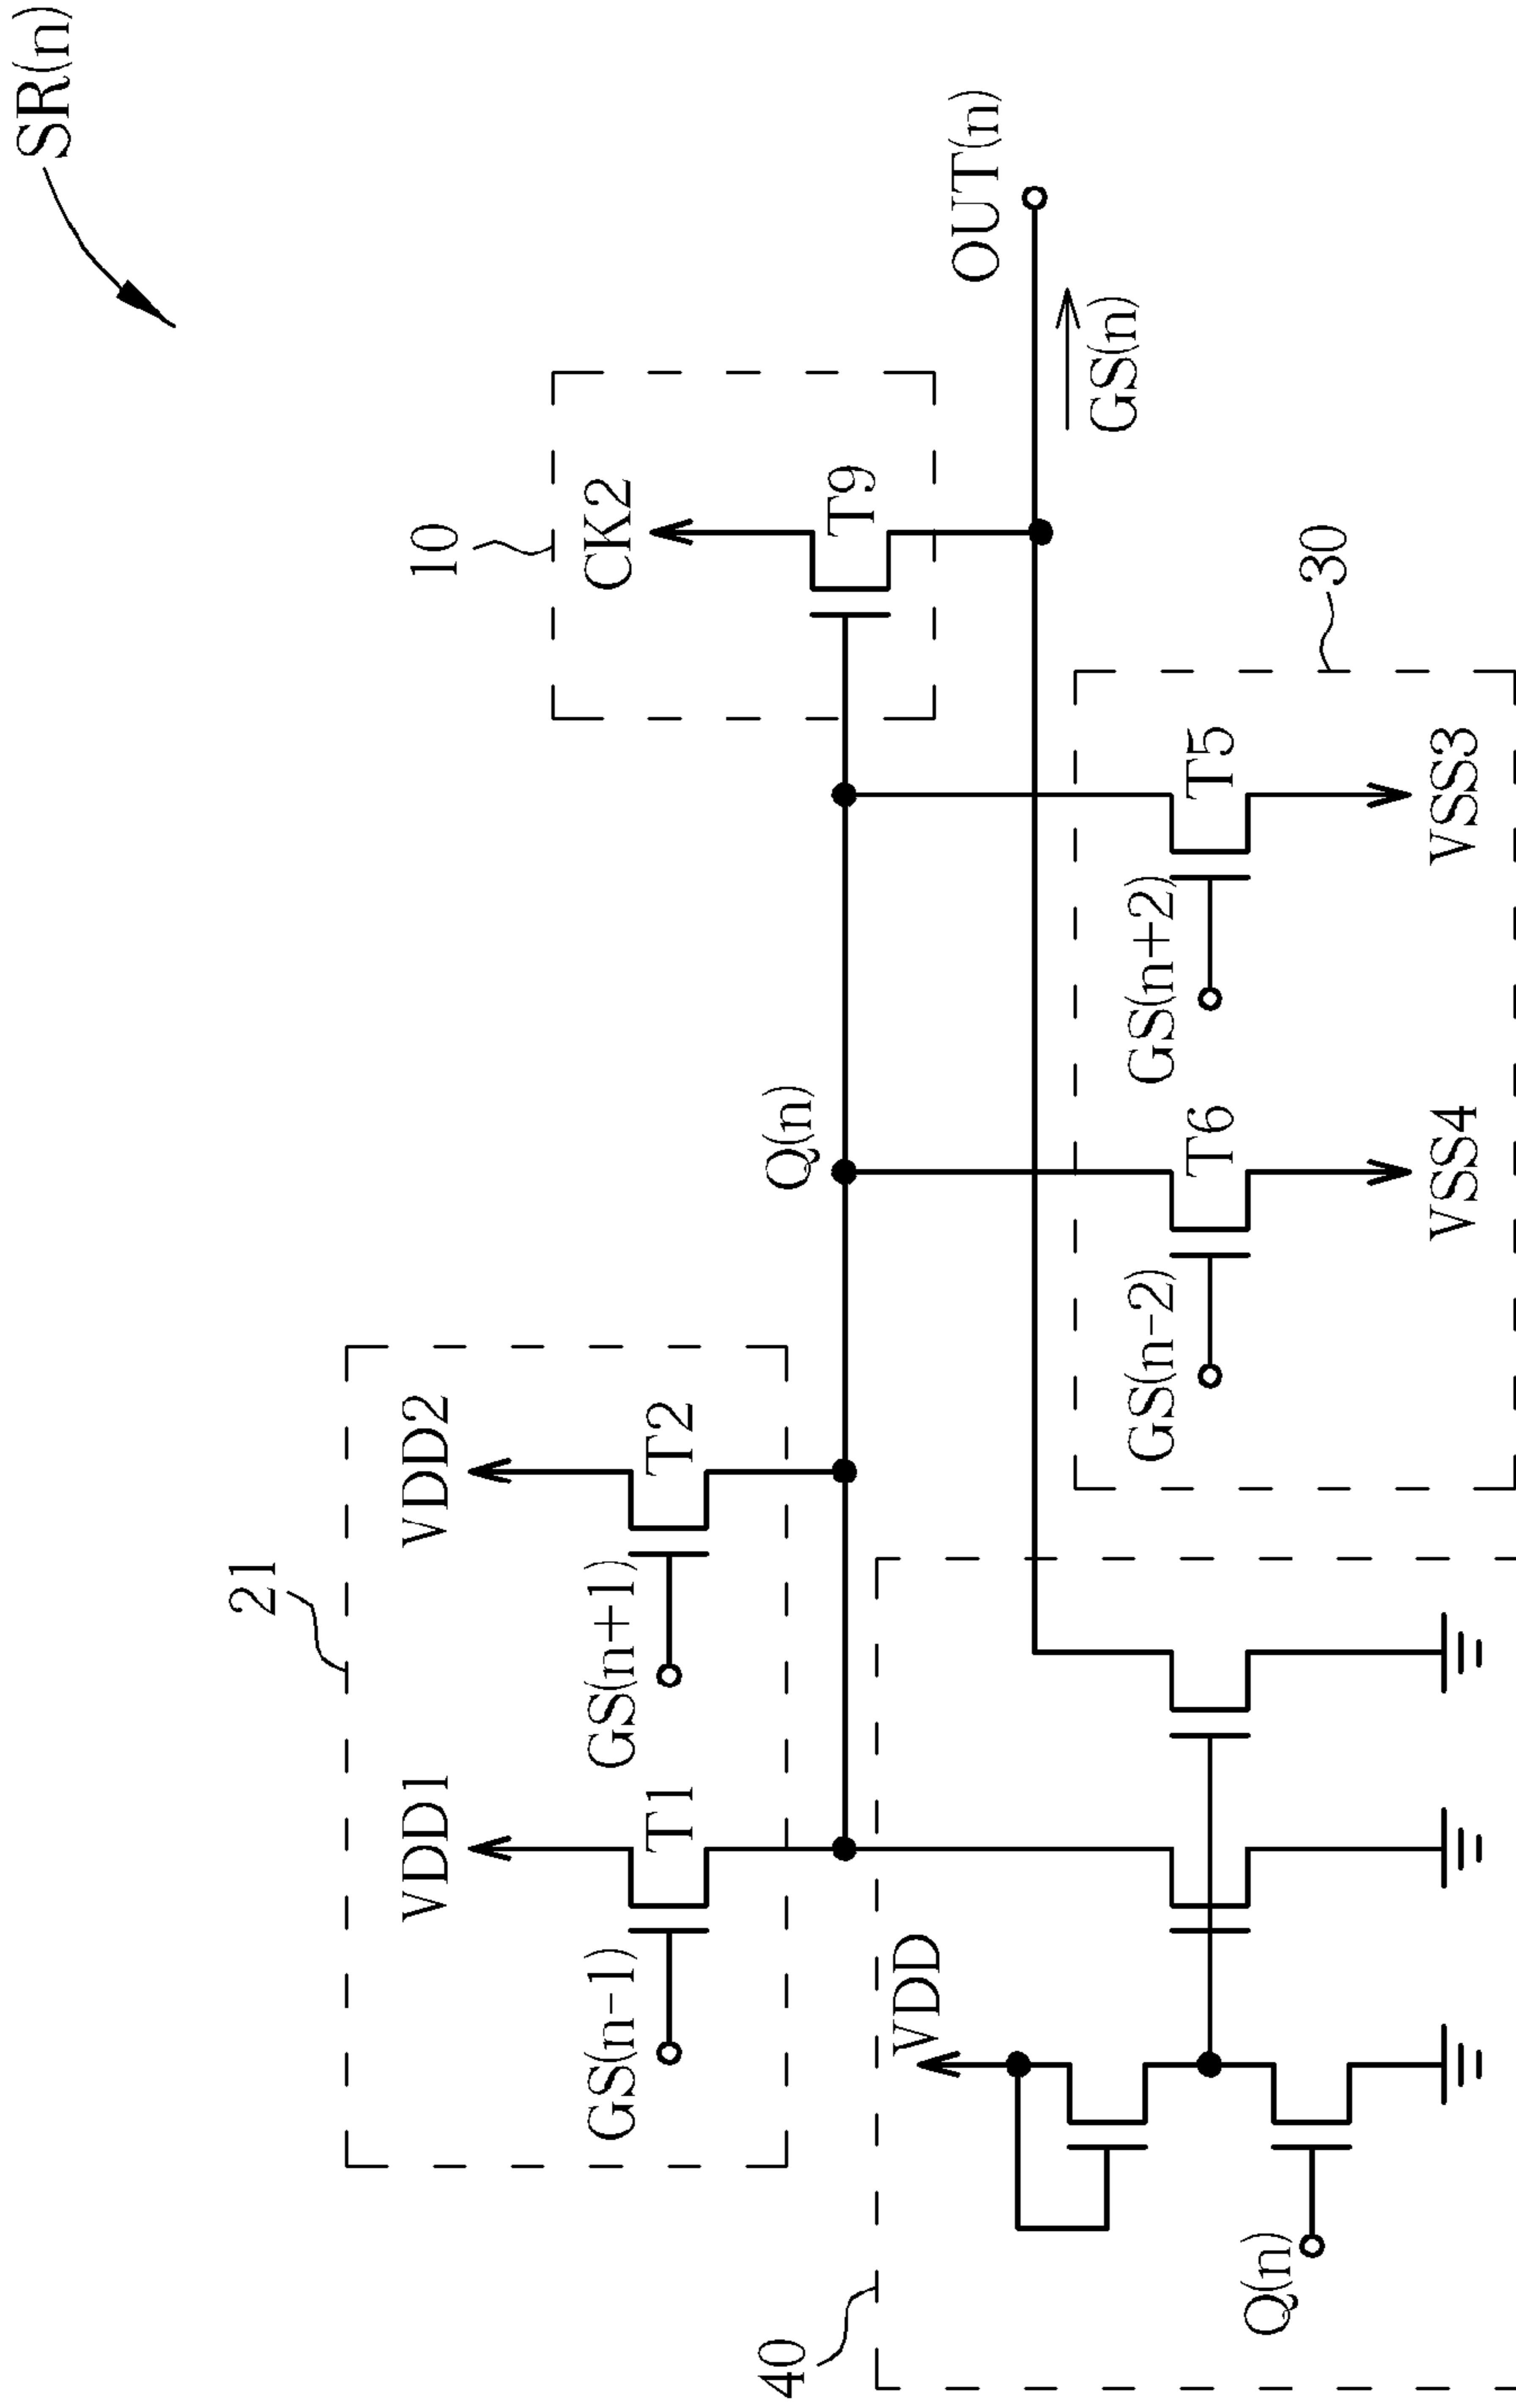 SR(n)
21
10
VDD1
VDD2
CK2
GS(n-1)
T1
GS(n+1)
T2
T9
Q(n)
40
VDD
OUT(n)
GS(n)
GS(n-2)
T6
GS(n+2)
T5
30
Q(n)
VSS4
VSS3